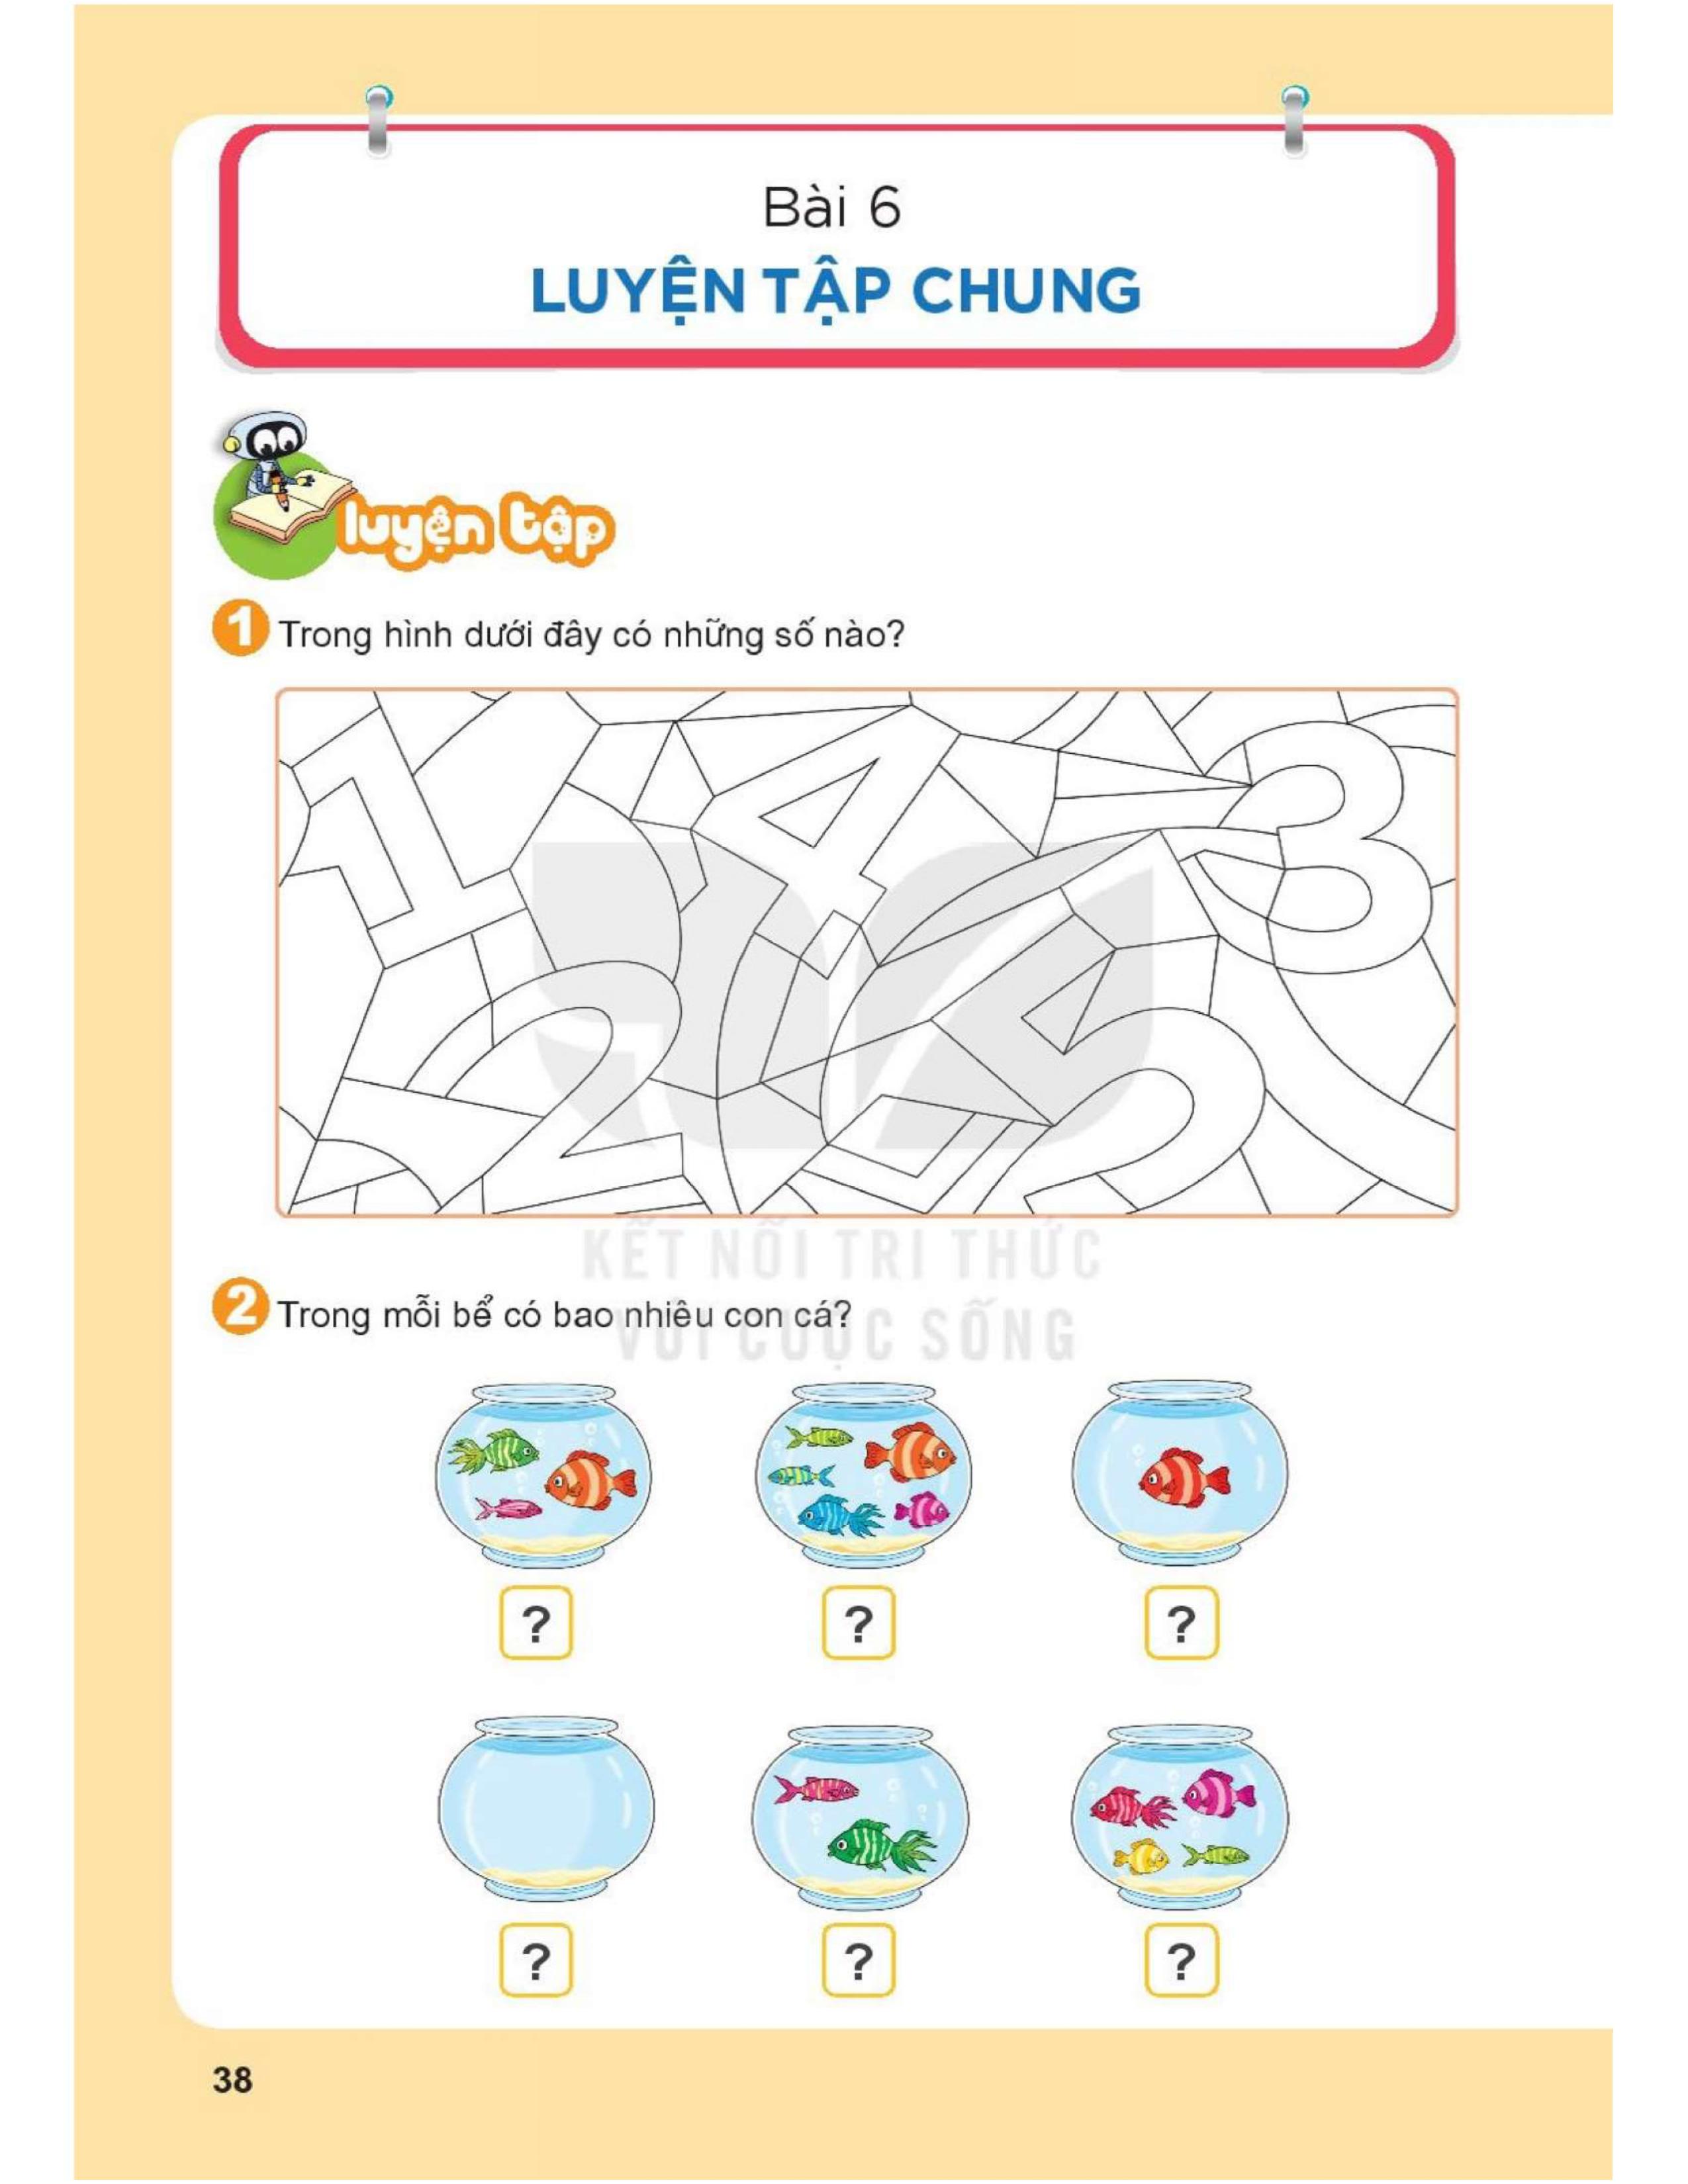 Bài 6
LUYỆN TẬP CHUNG
luyện tập
1 Trong hình dưới đây có những số nào?
1 4 3
2 5
KẾT NỐI TRI THỨC
VỚI CUỘC SỐNG
2 Trong mỗi bể có bao nhiêu con cá?
? ? ?
? ? ?
38